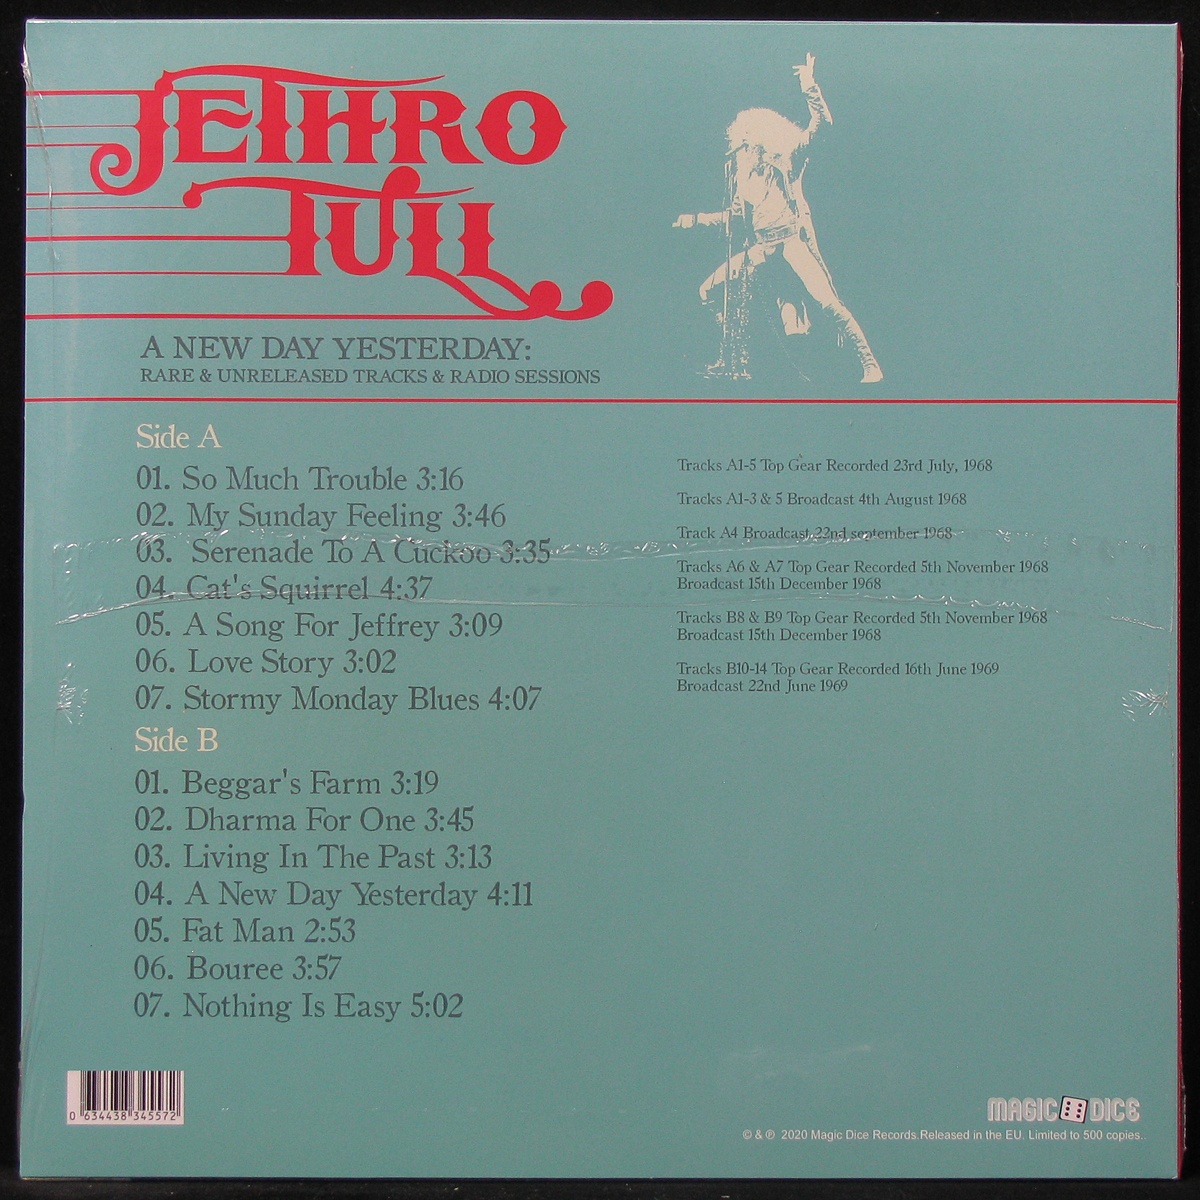 JETHRO
TULL
A NEW DAY YESTERDAY:
RARE & UNRELEASED TRACKS & RADIO SESSIONS
Side A
01. So Much Trouble 3:16
02. My Sunday Feeling 3:46
03. Serenade To A Cuckoo 3:35
04. Cat's Squirrel 4:37
05. A Song For Jeffrey 3:09
06. Love Story 3:02
07. Stormy Monday Blues 4:07
Side B
01. Beggar's Farm 3:19
02. Dharma For One 3:45
03. Living In The Past 3:13
04. A New Day Yesterday 4:11
05. Fat Man 2:53
06. Bouree 3:57
07. Nothing Is Easy 5:02
Tracks A1-5 Top Gear Recorded 23rd July, 1968
Tracks A1-3 & 5 Broadcast 4th August 1968
Track A4 Broadcast 22nd september 1968
Tracks A6 & A7 Top Gear Recorded 5th November 1968
Broadcast 15th December 1968
Tracks B8 & B9 Top Gear Recorded 5th November 1968
Broadcast 15th December 1968
Tracks B10-14 Top Gear Recorded 16th June 1969
Broadcast 22nd June 1969
0 634438 345572
MAGIC DICE
© & ℗ 2020 Magic Dice Records.Released in the EU. Limited to 500 copies..